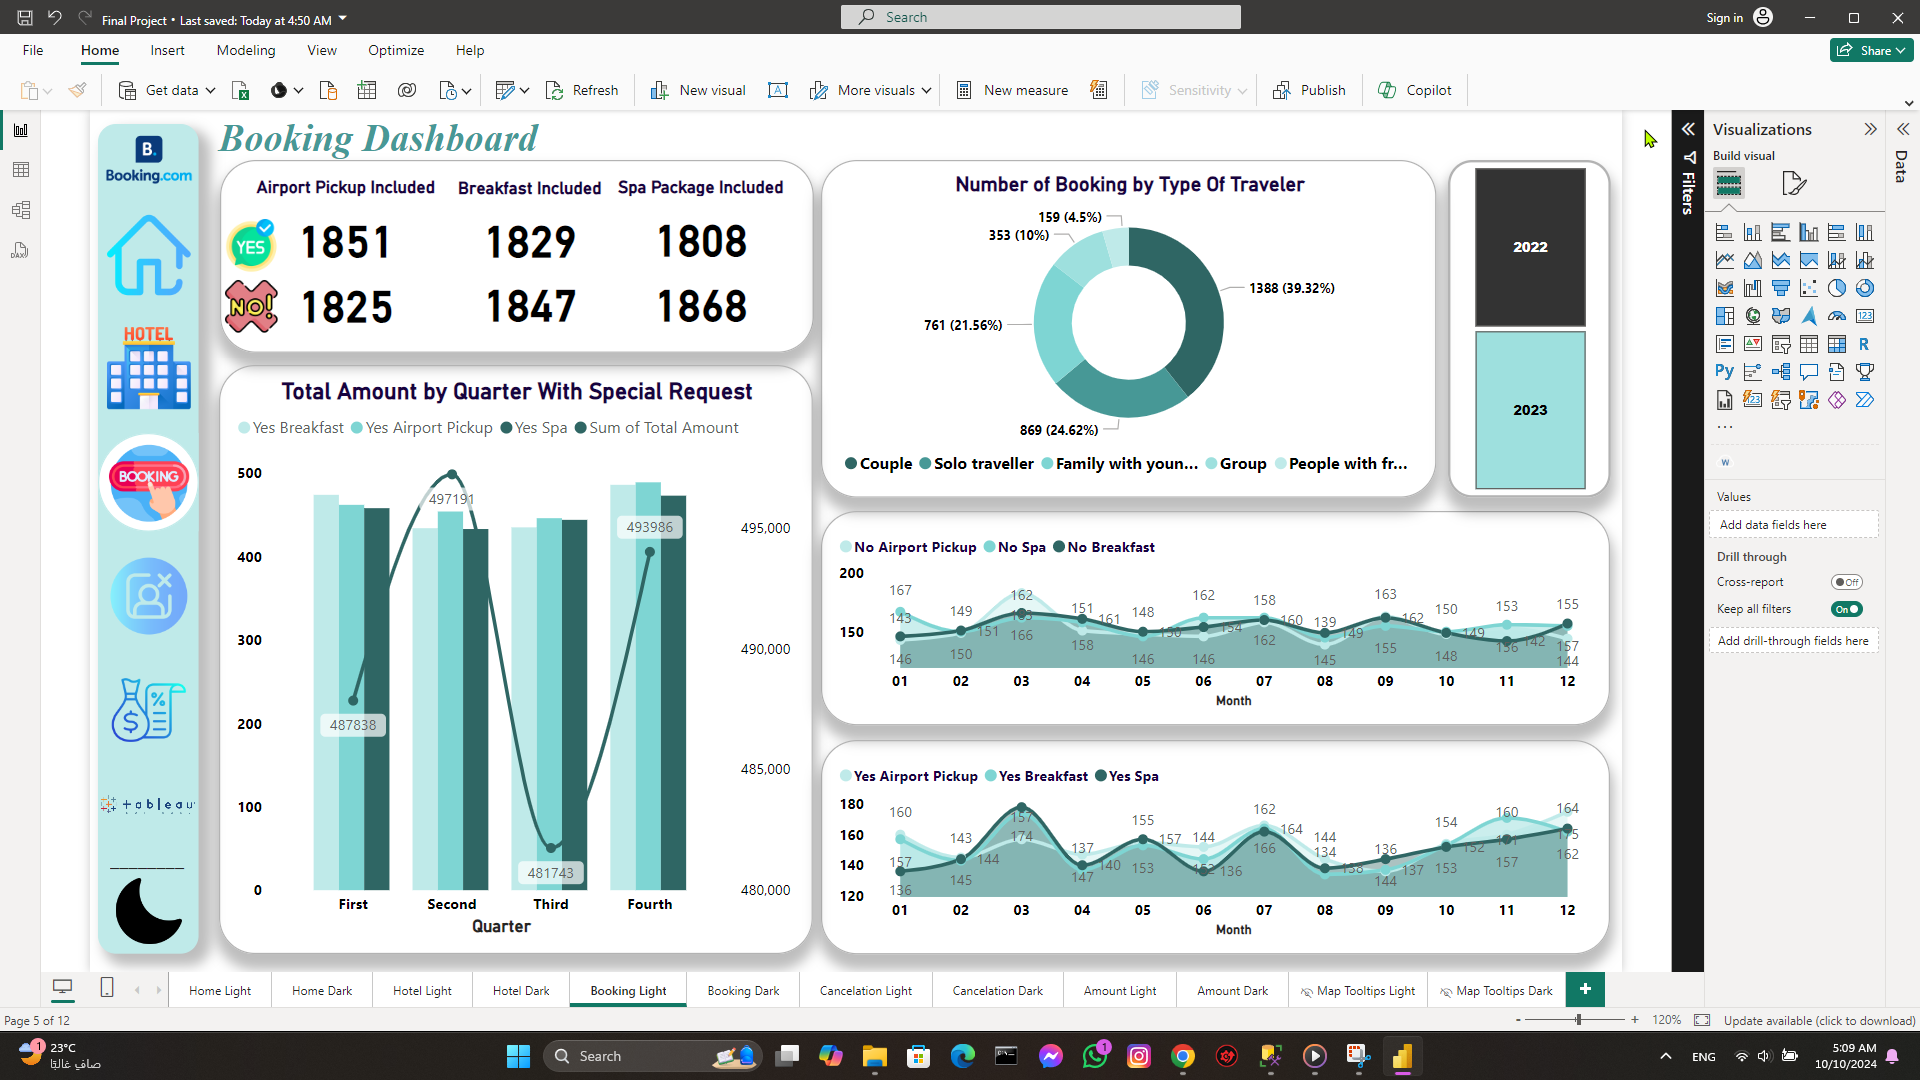 Final Project • Last saved: Today at 4:50 AM
Search
Sign in
File Home Insert Modeling View Optimize Help
Share
Get data
Refresh
New visual
More visuals
New measure
Sensitivity
Publish
Copilot
Booking Dashboard
B.
Booking.com
HOTEL
BOOKING
tableau
Airport Pickup Included Breakfast Included Spa Package Included
YES 1851 1829 1808
NO! 1825 1847 1868
Total Amount by Quarter With Special Request
Yes Breakfast Yes Airport Pickup Yes Spa Sum of Total Amount
500
400
300
200
100
0
487838
497191
481743
493986
495,000
490,000
485,000
480,000
First Second Third Fourth
Quarter
Number of Booking by Type Of Traveler
159 (4.5%)
353 (10%)
1388 (39.32%)
761 (21.56%)
869 (24.62%)
Couple Solo traveller Family with youn... Group People with fr...
2022
2023
No Airport Pickup No Spa No Breakfast
200
150
167 149 162 151 148 162 158 139 163 150 153 155
143 151 163 161 150 154 160 149 162 149 142 157
146 150 166 158 146 146 162 145 155 148 156 144
01 02 03 04 05 06 07 08 09 10 11 12
Month
Yes Airport Pickup Yes Breakfast Yes Spa
180
160
140
120
160 143 157 137 155 144 162 144 136 154 160 164
157 144 174 140 157 136 164 134 137 152
136 145 147 153 166 138 144 153 157 162
01 02 03 04 05 06 07 08 09 10 11 12
Month
Filters
Visualizations
Build visual
Data
123
R
Py
123
...
W
Values
Add data fields here
Drill through
Cross-report
Off
Keep all filters
On
Add drill-through fields here
Home Light Home Dark Hotel Light Hotel Dark Booking Light Booking Dark Cancelation Light Cancelation Dark Amount Light Amount Dark Map Tooltips Light Map Tooltips Dark +
Page 5 of 12
- + 120%
Update available (click to download)
1
23°C
صافٍ غالبًا
Search
1
ENG
5:09 AM
10/10/2024